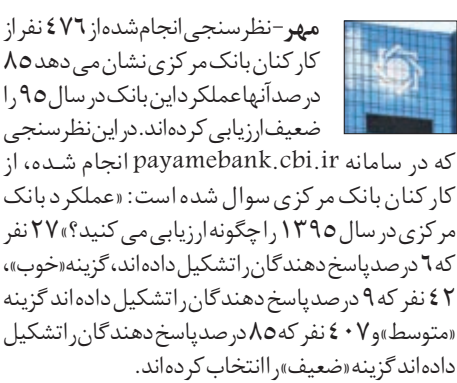 مهر-نظرسنجی انجام‌شده از ۴۷۶ نفر از
کارکنان بانک مرکزی نشان می‌دهد ۸۵
درصد آنها عملکرد این بانک در سال ۹۵ را
ضعیف ارزیابی کرده‌اند. در این نظرسنجی
که در سامانه payamebank.cbi.ir انجام شده، از
کارکنان بانک مرکزی سوال شده است: «عملکرد بانک
مرکزی در سال ۱۳۹۵ را چگونه ارزیابی می‌کنید؟» ۲۷ نفر
که ۶ درصد پاسخ‌دهندگان را تشکیل داده‌اند، گزینه «خوب»،
۴۲ نفر که ۹ درصد پاسخ‌دهندگان را تشکیل داده‌اند گزینه
«متوسط» و ۴۰۷ نفر که ۸۵ درصد پاسخ‌دهندگان را تشکیل
داده‌اند گزینه «ضعیف» را انتخاب کرده‌اند.